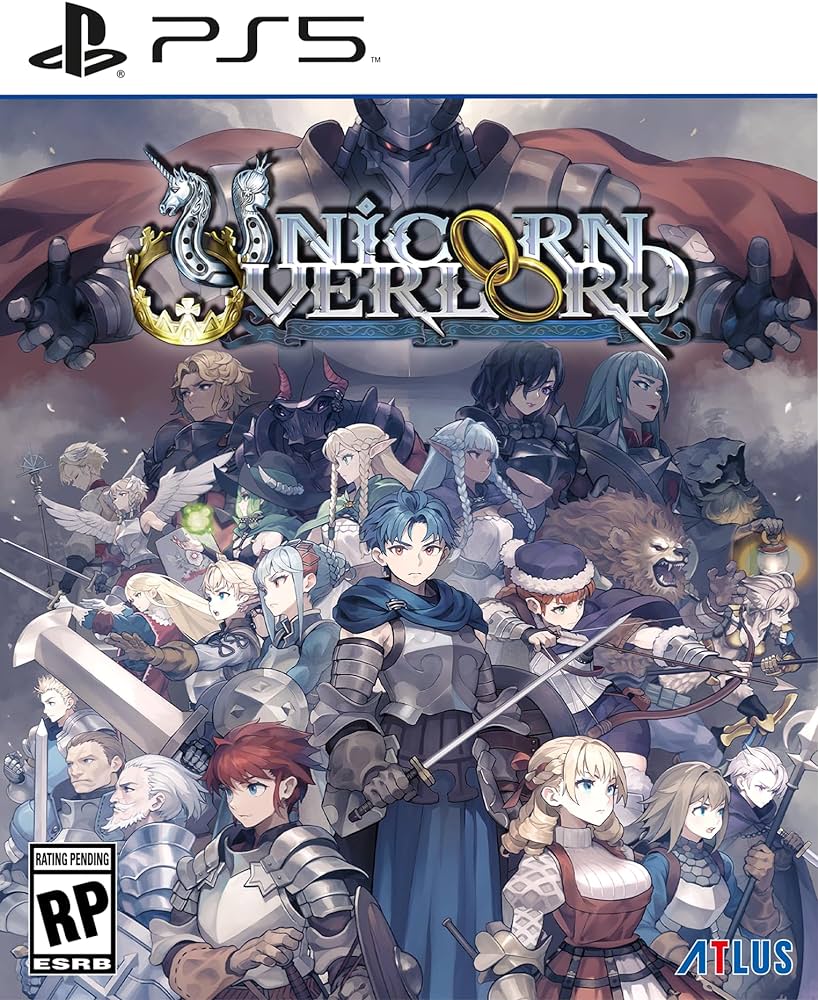 PS5
UNICORN
OVERLORD
RATING PENDING
RP
ESRB
ATLUS